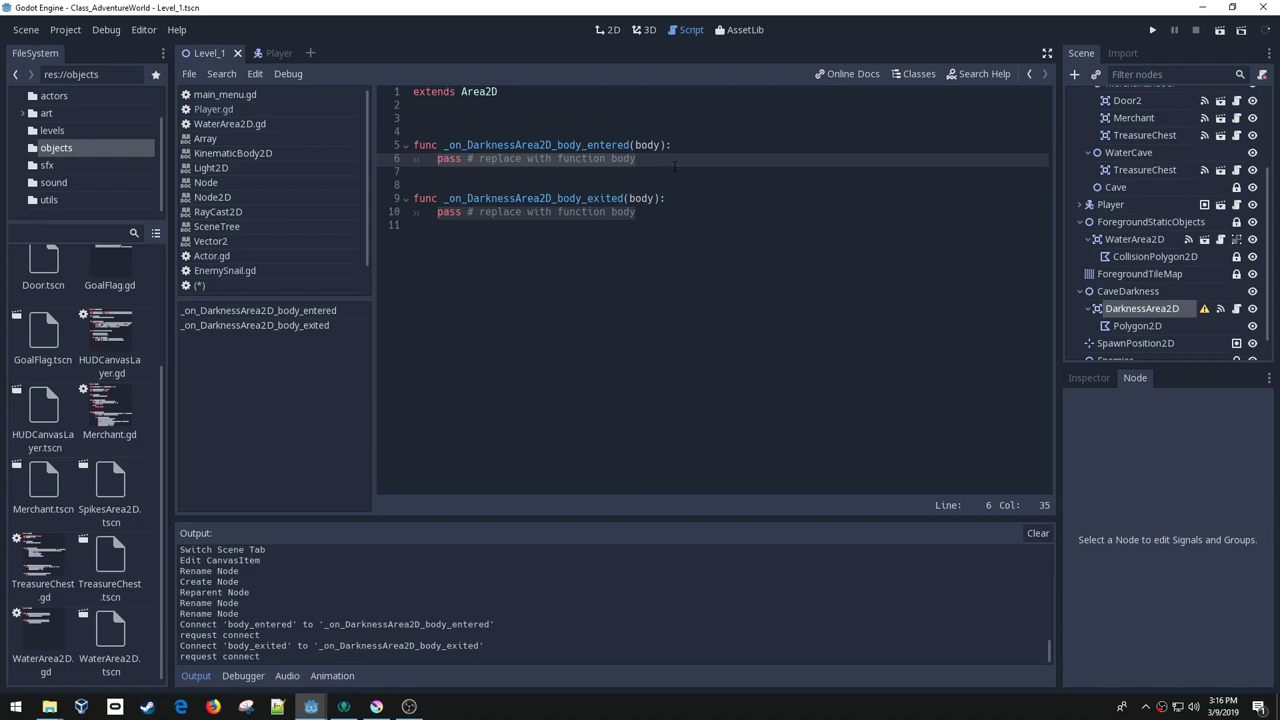 Godot Engine - Class_AdventureWorld - Level_1.tscn
Scene Project Debug Editor Help
2D 3D Script AssetLib
FileSystem
res://objects
actors
art
levels
objects
sfx
sound
utils
Door.tscn GoalFlag.gd
GoalFlag.tscn HUDCanvasLa
yer.gd
HUDCanvasLa Merchant.gd
yer.tscn
Merchant.tscn SpikesArea2D.
tscn
TreasureChest TreasureChest
.gd .tscn
WaterArea2D. WaterArea2D.
gd tscn
Level_1 Player
File Search Edit Debug
Online Docs Classes Search Help
main_menu.gd
Player.gd
WaterArea2D.gd
Array
KinematicBody2D
Light2D
Node
Node2D
RayCast2D
SceneTree
Vector2
Actor.gd
EnemySnail.gd
(*)
_on_DarknessArea2D_body_entered
_on_DarknessArea2D_body_exited
1 extends Area2D
2
3
4
5 func _on_DarknessArea2D_body_entered(body):
6 pass # replace with function body
7
8
9 func _on_DarknessArea2D_body_exited(body):
10 pass # replace with function body
11
Line: 6 Col: 35
Output:
Clear
Switch Scene Tab
Edit CanvasItem
Rename Node
Create Node
Reparent Node
Rename Node
Rename Node
Connect 'body_entered' to '_on_DarknessArea2D_body_entered'
request connect
Connect 'body_exited' to '_on_DarknessArea2D_body_exited'
request connect
Output Debugger Audio Animation
Scene Import
Filter nodes
Door2
Merchant
TreasureChest
WaterCave
TreasureChest
Cave
Player
ForegroundStaticObjects
WaterArea2D
CollisionPolygon2D
ForegroundTileMap
CaveDarkness
DarknessArea2D
Polygon2D
SpawnPosition2D
Inspector Node
Select a Node to edit Signals and Groups.
3:16 PM
3/9/2019